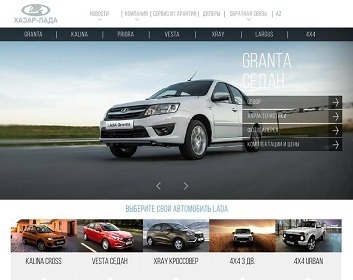 ХАЗАР-ЛАДА
НОВОСТИ | КОМПАНИЯ | СЕРВИС И ГАРАНТИЯ | ДИЛЕРЫ | ОБРАТНАЯ СВЯЗЬ | AZ
GRANTA | KALINA | PRIORA | VESTA | XRAY | LARGUS | 4X4
GRANTA
СЕДАН
ОБЗОР
ХАРАКТЕРИСТИКИ
ФОТОГАЛЕРЕЯ
КОМПЛЕКТАЦИИ И ЦЕНЫ
LADA GRANTA
ВЫБЕРИТЕ СВОЙ АВТОМОБИЛЬ LADA
KALINA CROSS
VESTA СЕДАН
XRAY КРОССОВЕР
4X4 3 ДВ.
4X4 URBAN